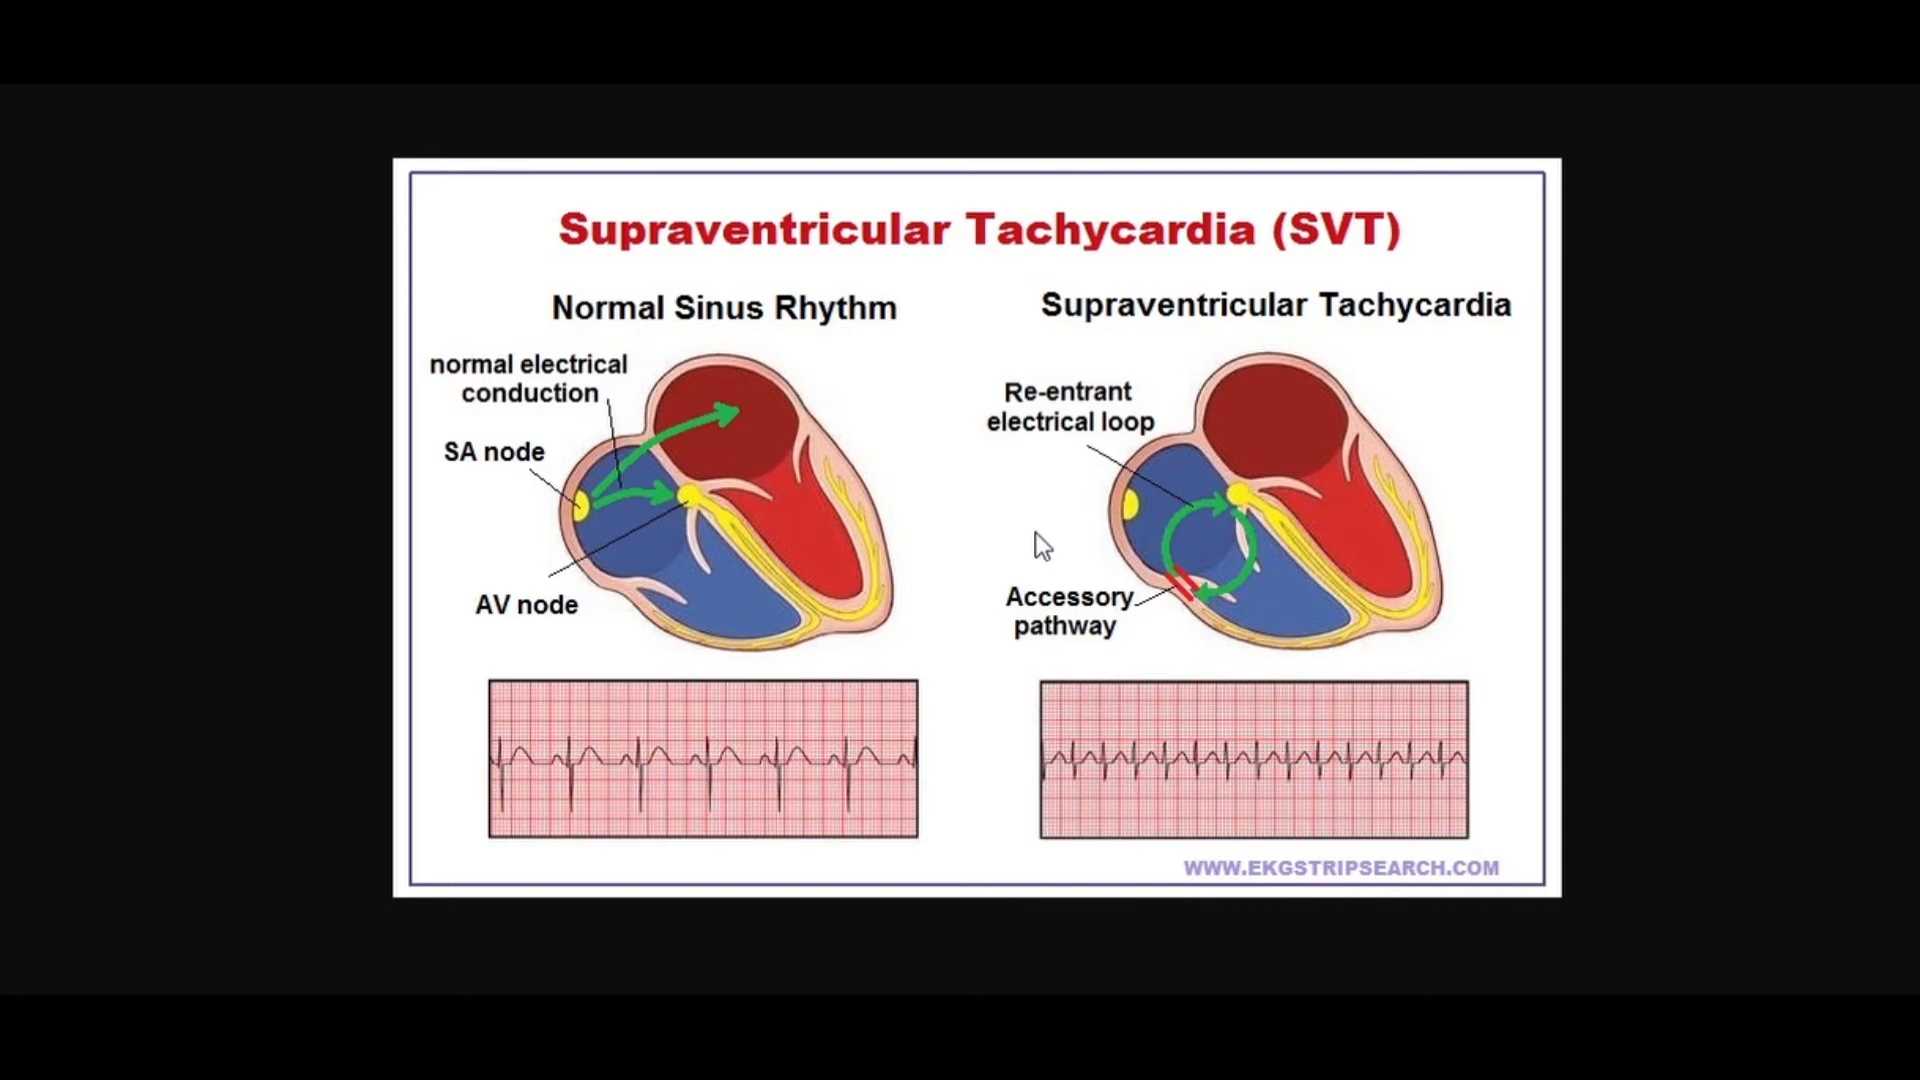 Supraventricular Tachycardia (SVT)
Normal Sinus Rhythm
normal electrical
conduction
SA node
AV node
Supraventricular Tachycardia
Re-entrant
electrical loop
Accessory
pathway
WWW.EKGSTRIPSEARCH.COM